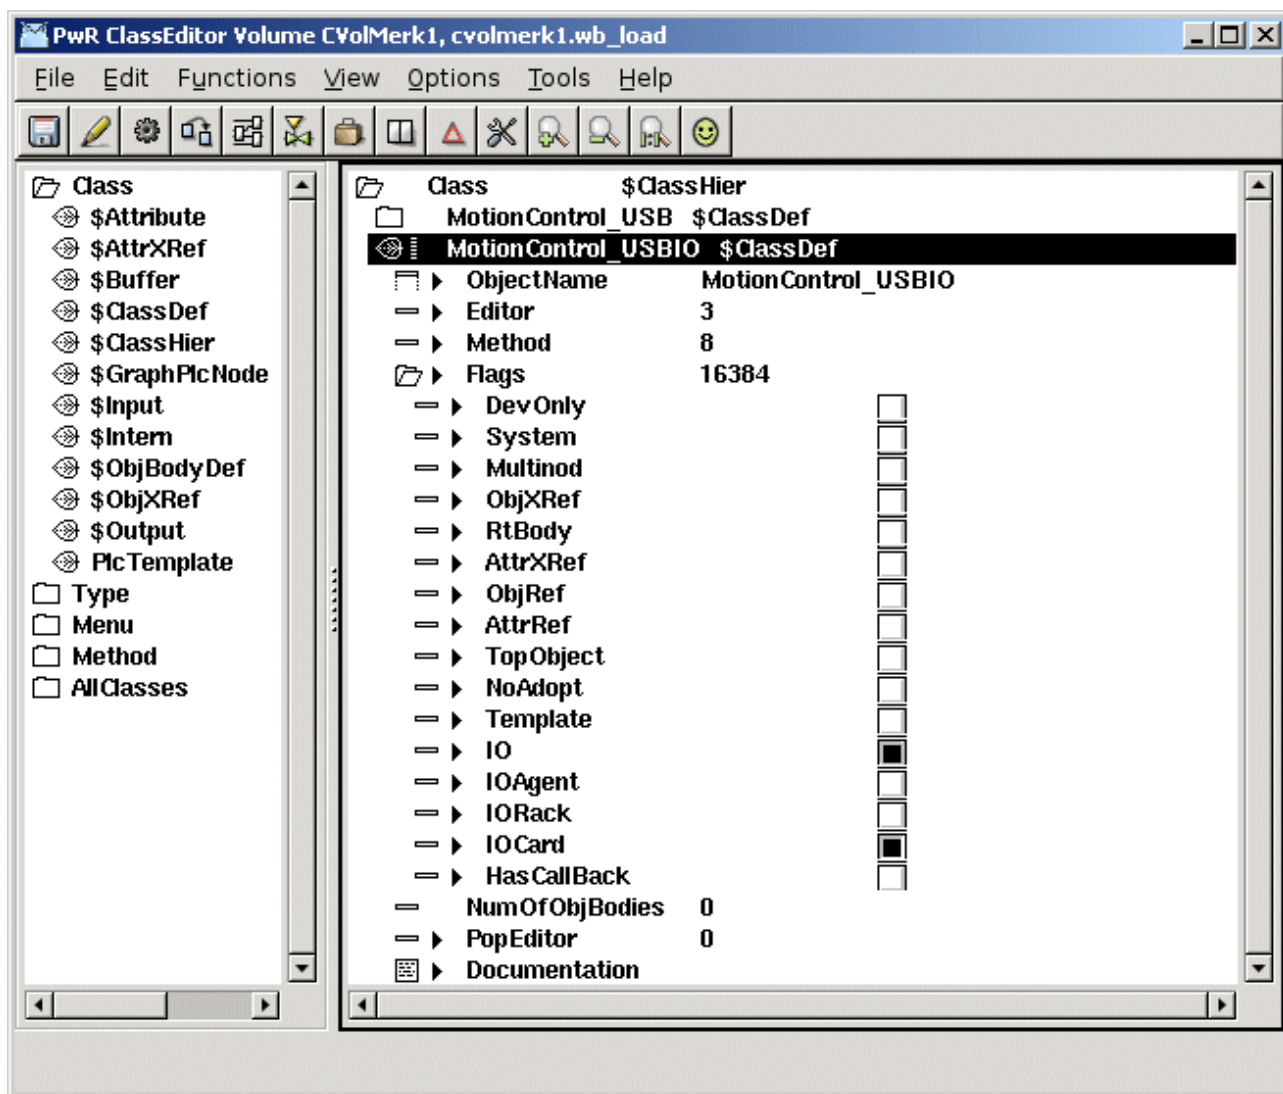 PwR ClassEditor Volume CVolMerk1, cvolmerk1.wb_load
File Edit Functions View Options Tools Help
Class
$Attribute
$AttrXRef
$Buffer
$ClassDef
$ClassHier
$GraphPlcNode
$Input
$Intern
$ObjBodyDef
$ObjXRef
$Output
PlcTemplate
Type
Menu
Method
AllClasses
Class $ClassHier
MotionControl_USB $ClassDef
MotionControl_USBIO $ClassDef
ObjectName MotionControl_USBIO
Editor 3
Method 8
Flags 16384
DevOnly
System
Multinod
ObjXRef
RtBody
AttrXRef
ObjRef
AttrRef
TopObject
NoAdopt
Template
IO
IOAgent
IORack
IOCard
HasCallBack
NumOfObjBodies 0
PopEditor 0
Documentation